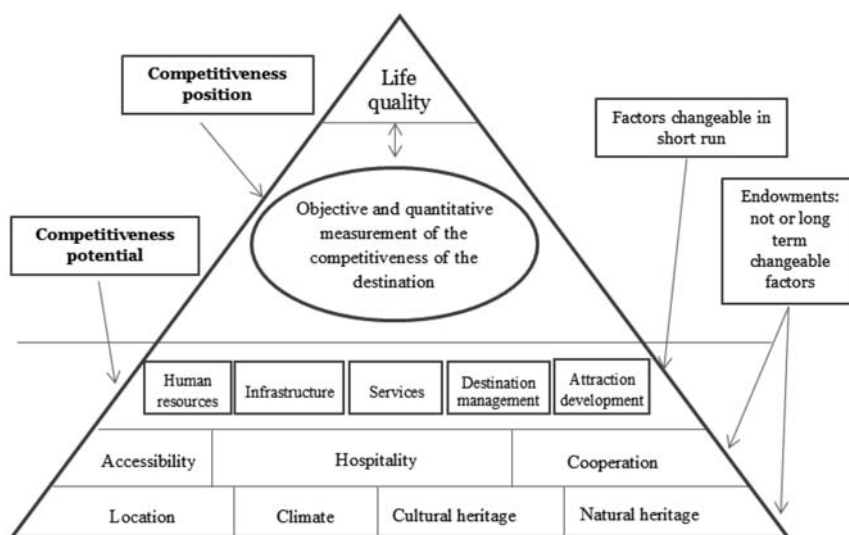 Competitiveness
position
Life
quality
Factors changeable in
short run
Endowments:
not or long
term
changeable
factors
Objective and quantitative
measurement of the
competitiveness of the
destination
Competitiveness
potential
Human
resources
Infrastructure
Services
Destination
management
Attraction
development
Accessibility
Hospitality
Cooperation
Location
Climate
Cultural heritage
Natural heritage